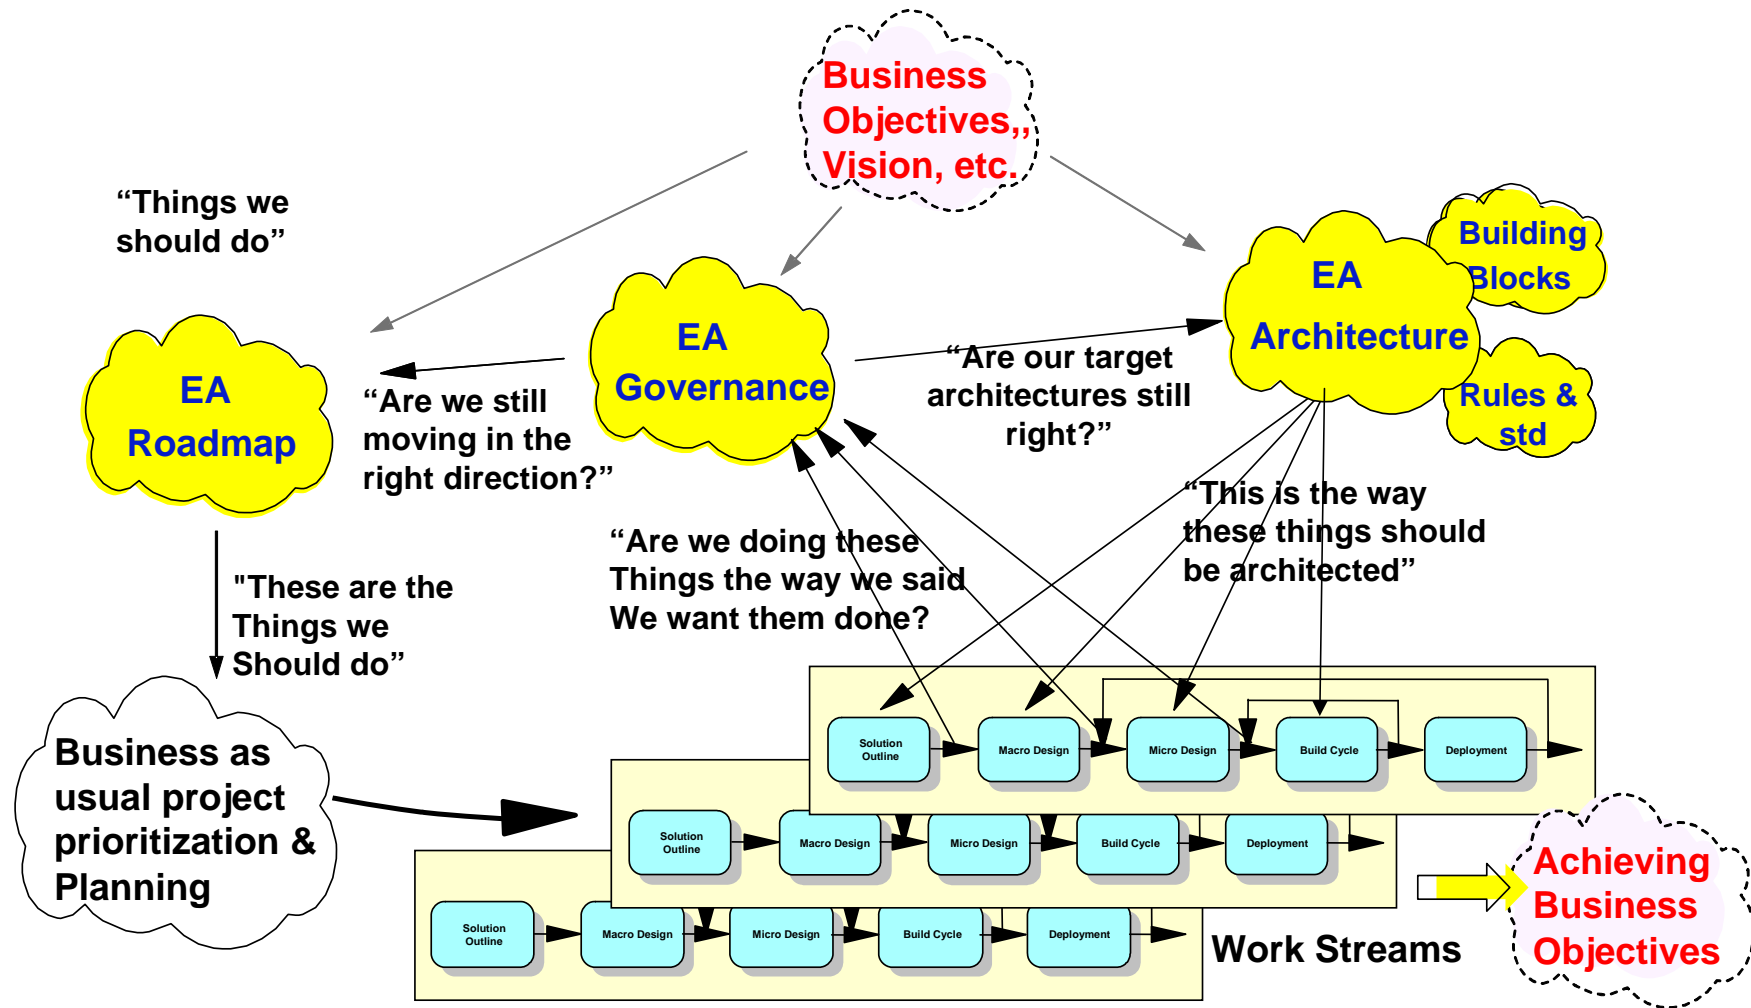 Business
Objectives,,
Vision, etc.
“Things we
should do”
Building
Blocks
EA
Architecture
EA
Governance
“Are our target
architectures still
right?”
EA
Roadmap
“Are we still
moving in the
right direction?”
Rules &
std
“This is the way
these things should
be architected”
“Are we doing these
Things the way we said
We want them done?
"These are the
Things we
Should do”
Business as
usual project
prioritization &
Planning
Solution
Outline
Macro Design
Micro Design
Build Cycle
Deployment
Solution
Outline
Macro Design
Micro Design
Build Cycle
Deployment
Solution
Outline
Macro Design
Micro Design
Build Cycle
Deployment
Work Streams
Achieving
Business
Objectives